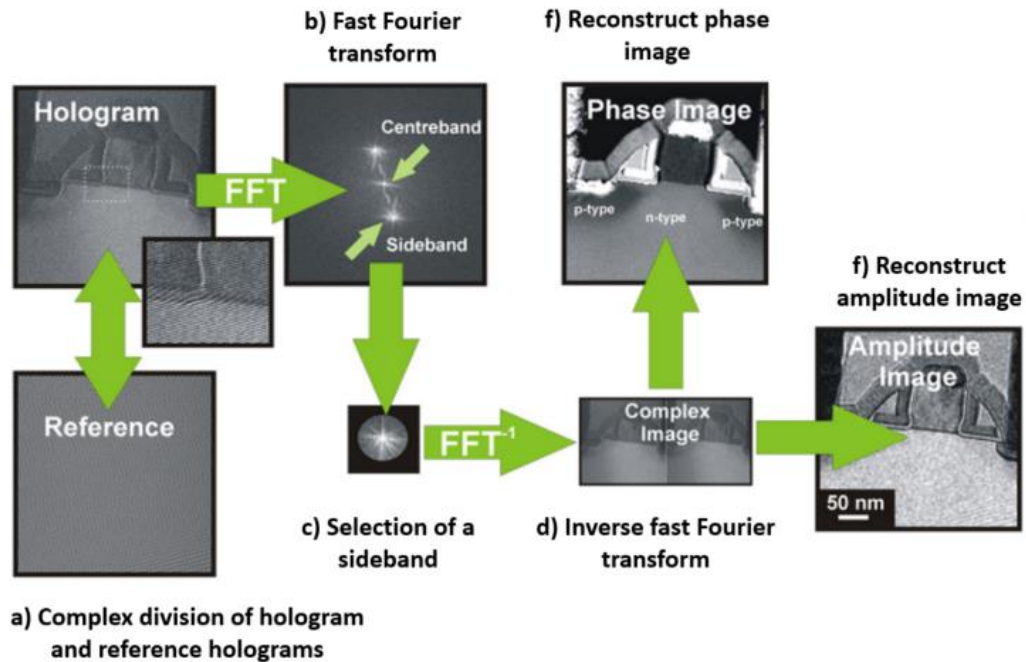 b) Fast Fourier
transform
f) Reconstruct phase
image
Hologram
FFT
Centreband
Sideband
Phase Image
p-type
n-type
p-type
f) Reconstruct
amplitude image
Reference
FFT⁻¹
Complex
Image
Amplitude
Image
50 nm
c) Selection of a
sideband
d) Inverse fast Fourier
transform
a) Complex division of hologram
and reference holograms